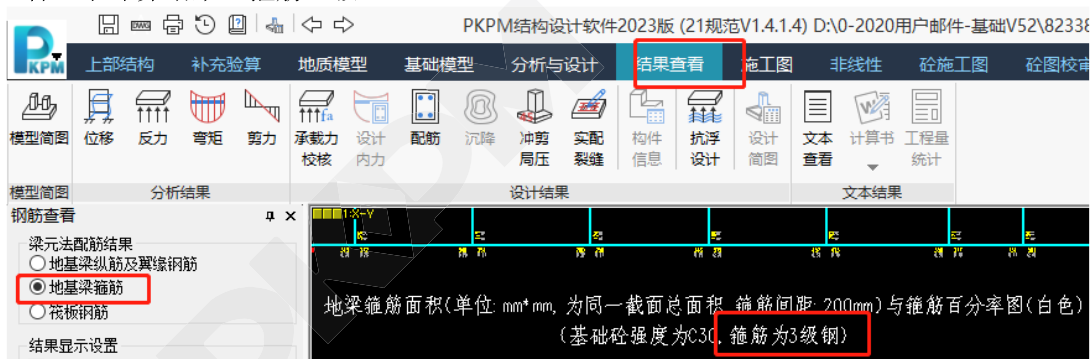 PKPM结构设计软件2023版 (21规范V1.4.1.4) D:\0-2020用户邮件-基础V52\82338
PKPM
上部结构 补充验算 地质模型 基础模型 分析与设计 结果查看 施工图 非线性 砼施工图 砼图校审
模型简图 位移 反力 弯矩 剪力 承载力校核 设计内力 配筋 沉降 冲剪局压 实配裂缝 构件信息 抗浮设计 设计简图 文本查看 计算书 工程量统计
模型简图 分析结果 设计结果 文本结果
钢筋查看
1:X-Y
梁元法配筋结果
地基梁纵筋及翼缘钢筋
地基梁箍筋
筏板钢筋
结果显示设置
地梁箍筋面积(单位: mm*mm, 为同一截面总面积, 箍筋间距: 200mm)与箍筋百分率图(白色)
(基础砼强度为C30, 箍筋为3级钢)